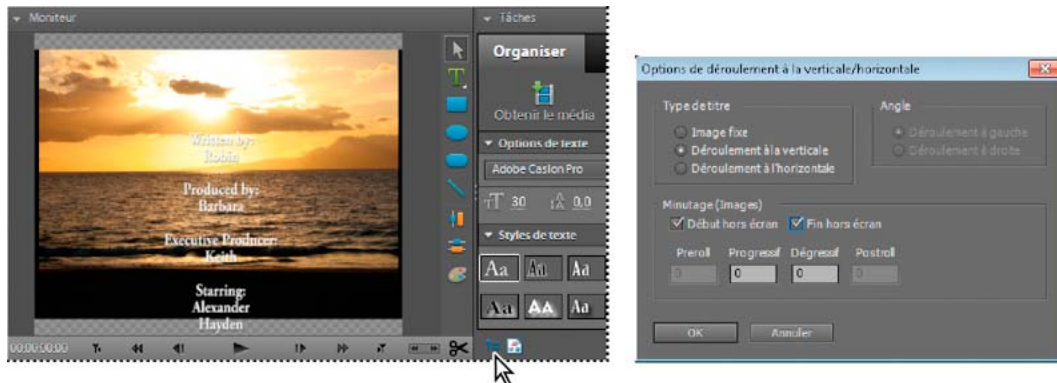 Moniteur
Written by:
Robin
Produced by:
Barbara
Executive Producer:
Keith
Starring:
Alexander
Hayden
00:00:00:00
Tâches
Organiser
Obtenir le média
Options de texte
Adobe Caslon Pro
30 0,0
Styles de texte
Aa Aa Aa
Aa AA Aa
Options de déroulement à la verticale/horizontale
Type de titre
Image fixe
Déroulement à la verticale
Déroulement à l'horizontale
Angle
Déroulement à gauche
Déroulement à droite
Minutage (Images)
Début hors écran Fin hors écran
Preroll Progressif Dégressif Postroll
0 0 0 0
OK Annuler